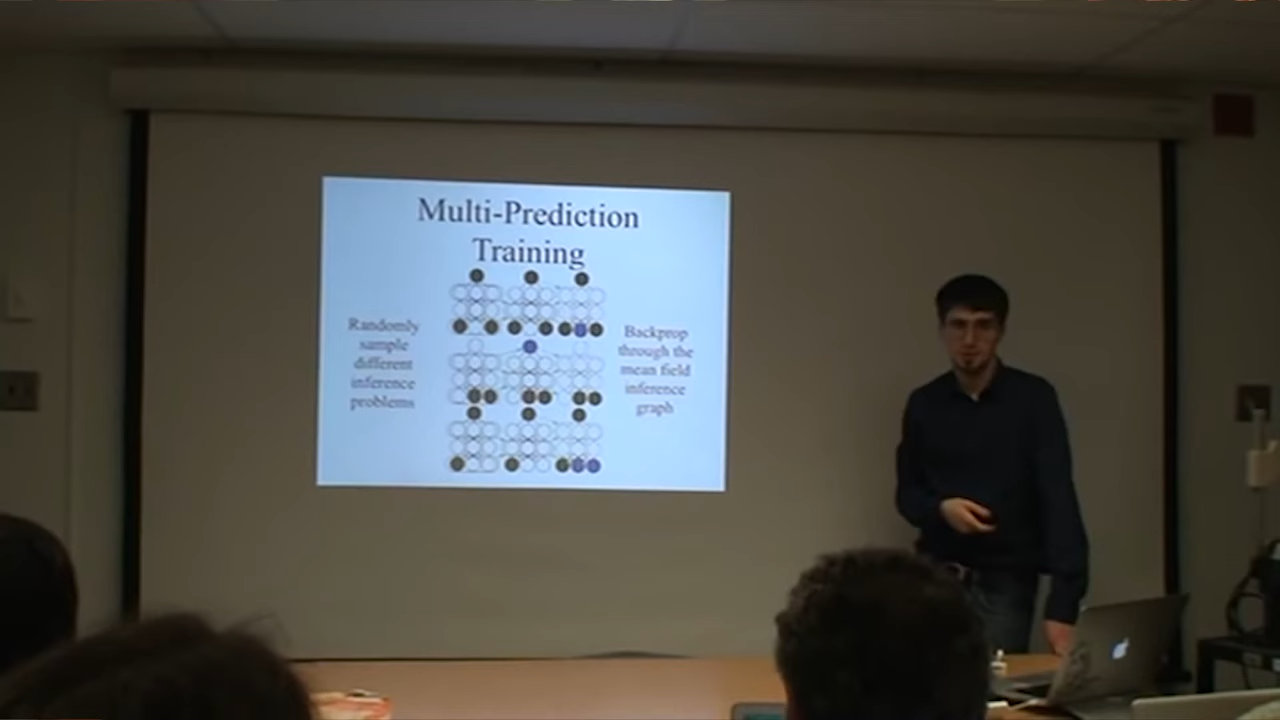 Multi-Prediction
Training
Randomly
sample
different
inference
problems
Backprop
through the
mean field
inference
graph